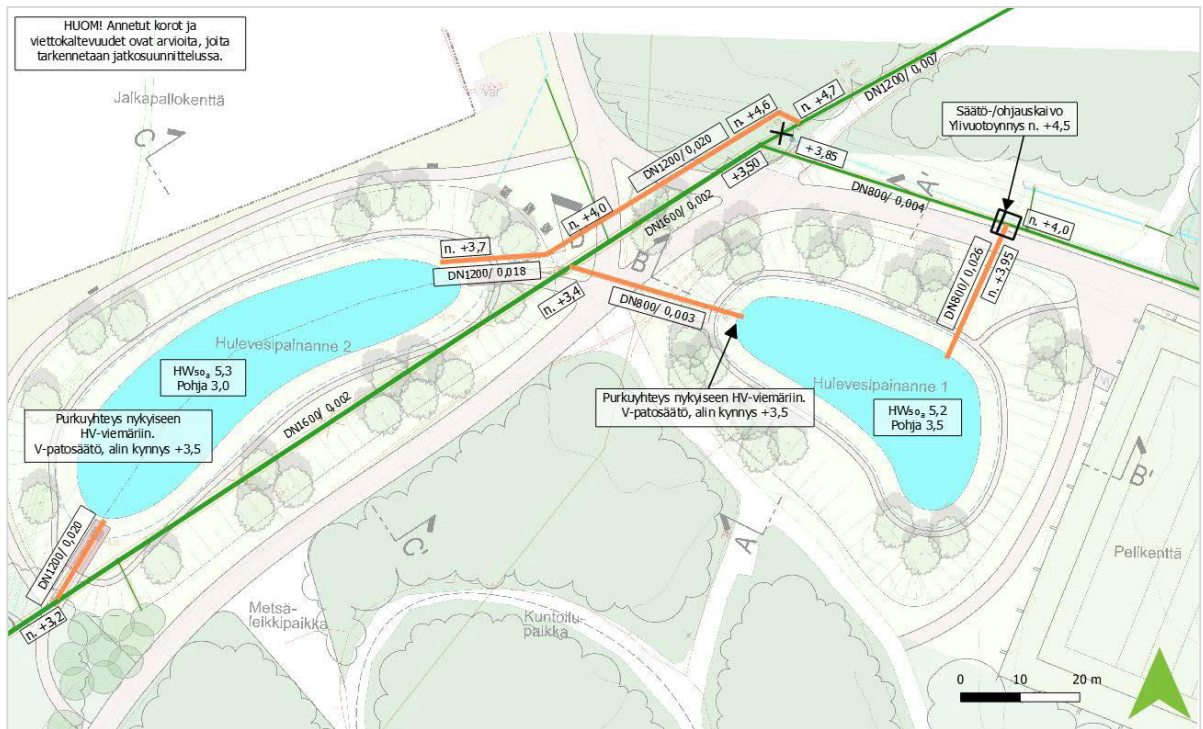 HUOM! Annetut korot ja
viettokaltevuudet ovat arvioita, joita
tarkennetaan jatkosuunnittelussa.
Jalkapallokenttä
C
DN1200/ 0,007
n. +4,7
n. +4,6
DN1200/ 0,020
Säätö-/ohjauskaivo
Ylivuotoynnys n. +4,5
+3,85
+3,50
DN800/ 0,004
A'
DN1600/ 0,002
n. +4,0
n. +4,0
n. +3,7
DN1200/ 0,018
B
DN800/ 0,026
n. +3,95
n. +3,4
DN800/ 0,003
Hulevesipainanne 2
HW₅₀ₐ 5,3
Pohja 3,0
Hulevesipainanne 1
HW₅₀ₐ 5,2
Pohja 3,5
Purkuyhteys nykyiseen
HV-viemäriin.
V-patosäätö, alin kynnys +3,5
Purkuyhteys nykyiseen HV-viemäriin.
V-patosäätö, alin kynnys +3,5
DN1600/ 0,002
B'
C'
A
DN1200/ 0,020
n. +3,2
Pelikenttä
Metsä-
leikkipaikka
Kuntoilu-
paikka
0 10 20 m